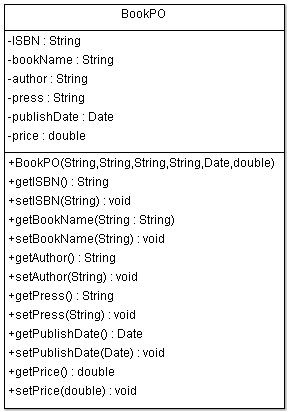 BookPO
-ISBN : String
-bookName : String
-author : String
-press : String
-publishDate : Date
-price : double
+BookPO(String,String,String,String,Date,double)
+getISBN() : String
+setISBN(String) : void
+getBookName(String : String)
+setBookName(String) : void
+getAuthor() : String
+setAuthor(String) : void
+getPress() : String
+setPress(String) : void
+getPublishDate() : Date
+setPublishDate(Date) : void
+getPrice() : double
+setPrice(double) : void